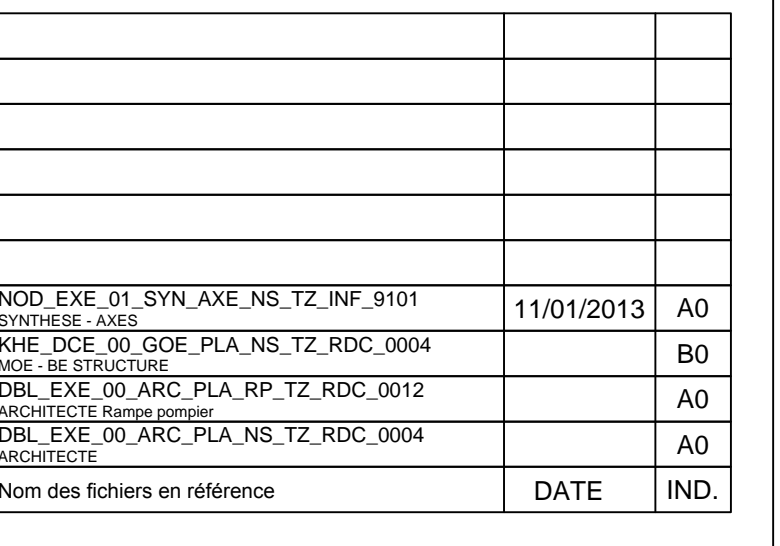 NOD_EXE_01_SYN_AXE_NS_TZ_INF_9101
SYNTHESE - AXES
11/01/2013 A0
KHE_DCE_00_GOE_PLA_NS_TZ_RDC_0004
MOE - BE STRUCTURE
B0
DBL_EXE_00_ARC_PLA_RP_TZ_RDC_0012
ARCHITECTE Rampe pompier
A0
DBL_EXE_00_ARC_PLA_NS_TZ_RDC_0004
ARCHITECTE
A0
Nom des fichiers en référence DATE IND.